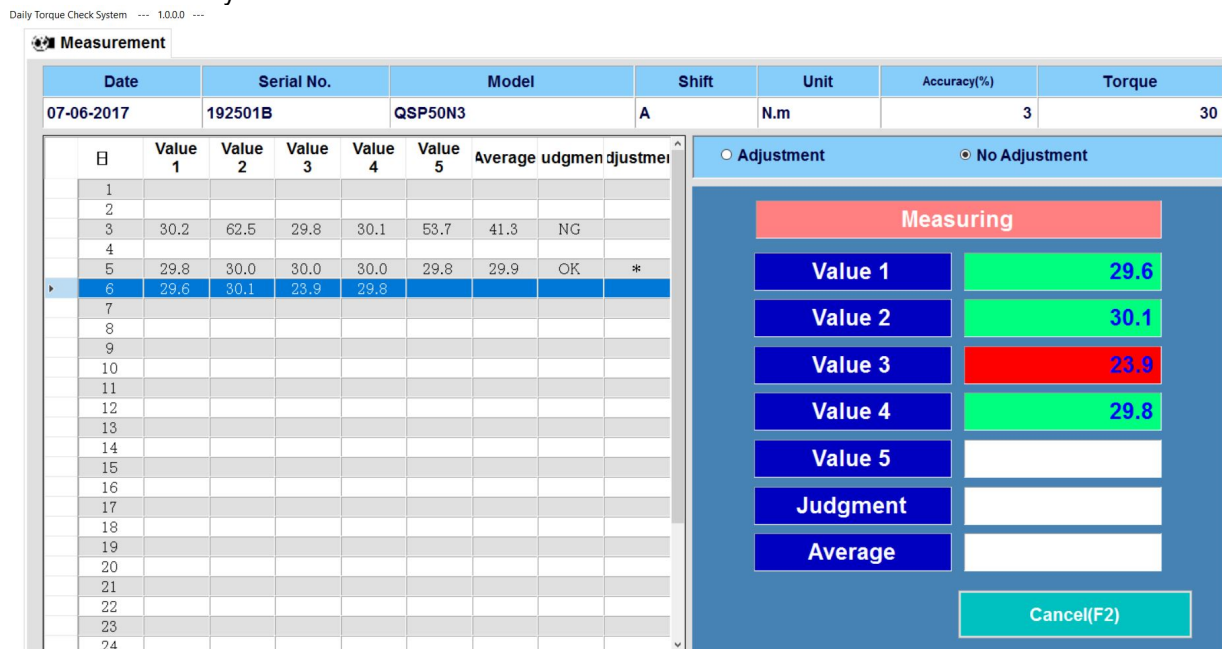 Daily Torque Check System --- 1.0.0.0 ---
Measurement
Date Serial No. Model Shift Unit Accuracy(%) Torque
07-06-2017 192501B QSP50N3 A N.m 3 30
日 Value 1 Value 2 Value 3 Value 4 Value 5 Average udgmen djustmen
Adjustment No Adjustment
1
2
3 30.2 62.5 29.8 30.1 53.7 41.3 NG
4
5 29.8 30.0 30.0 30.0 29.8 29.9 OK *
6 29.6 30.1 23.9 29.8
7
8
9
10
11
12
13
14
15
16
17
18
19
20
21
22
23
24
Measuring
Value 1 29.6
Value 2 30.1
Value 3 23.9
Value 4 29.8
Value 5
Judgment
Average
Cancel(F2)